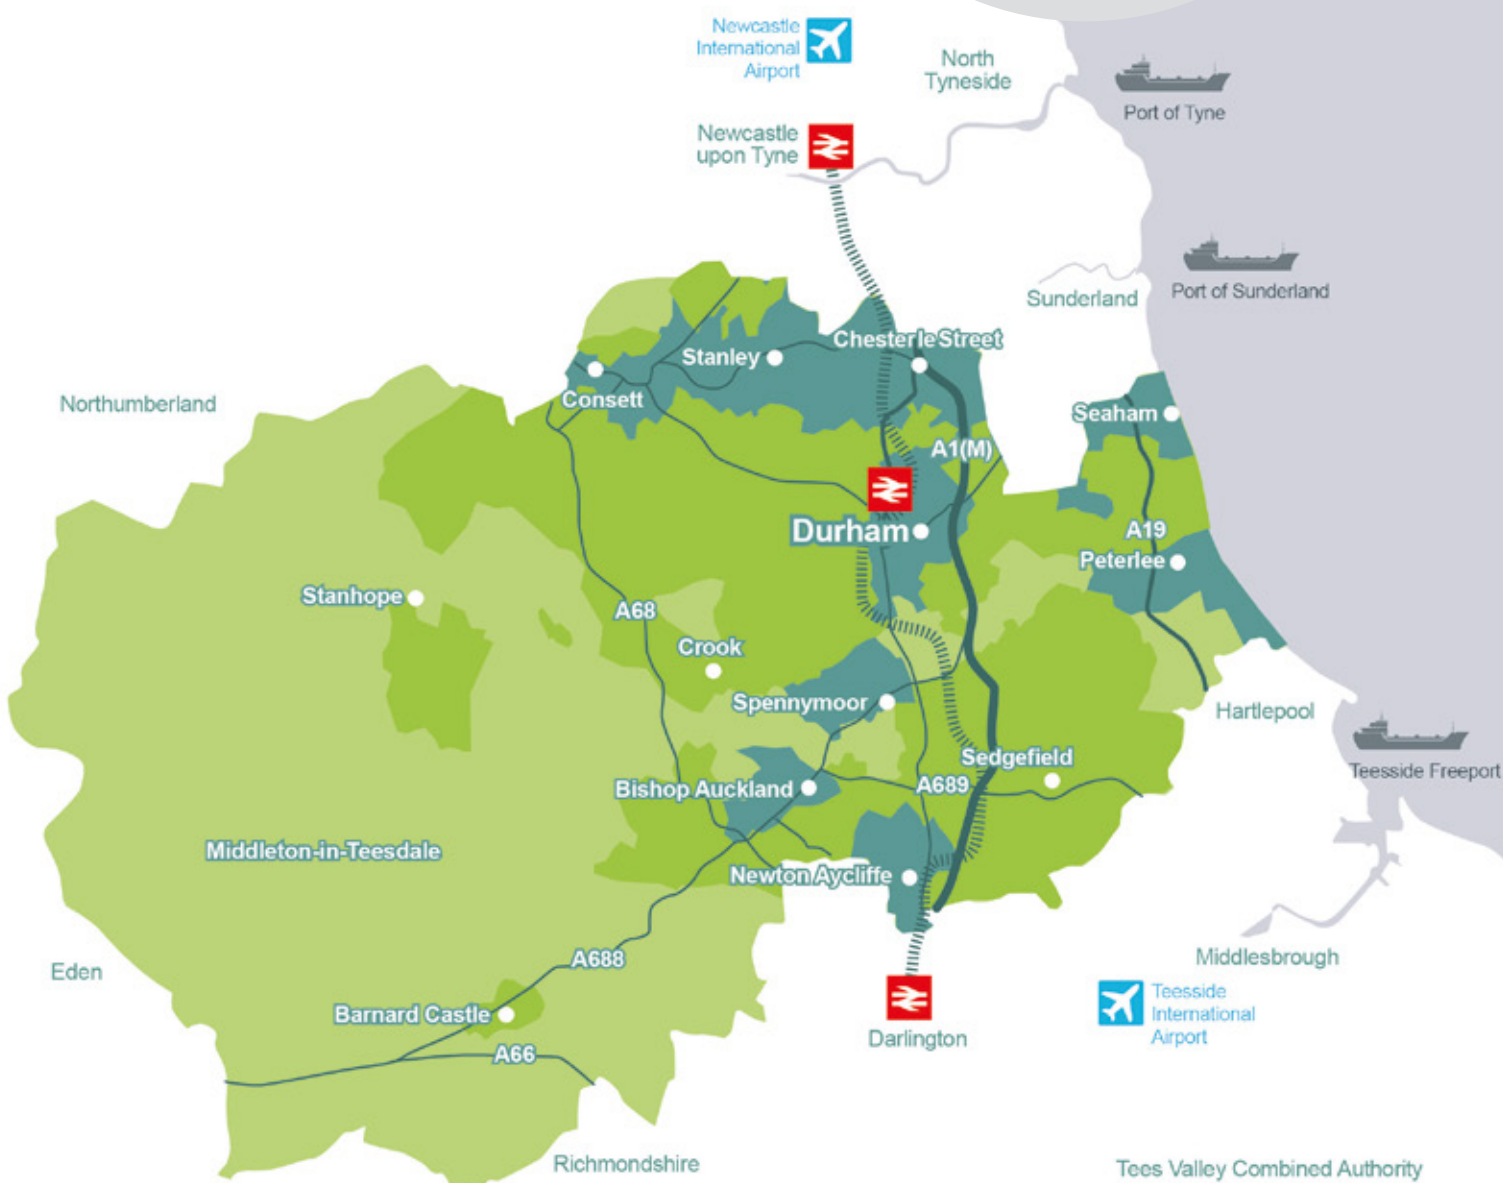 Newcastle
International
Airport
North
Tyneside
Port of Tyne
Newcastle
upon Tyne
Sunderland
Port of Sunderland
Chester le Street
Stanley
Consett
Northumberland
Seaham
A1(M)
Durham
A19
Peterlee
Stanhope
A68
Crook
Spennymoor
Hartlepool
Sedgefield
Teesside Freeport
Bishop Auckland
A689
Middleton-in-Teesdale
Newton Aycliffe
A688
Eden
Middlesbrough
Barnard Castle
Teesside
International
Airport
Darlington
A66
Richmondshire
Tees Valley Combined Authority